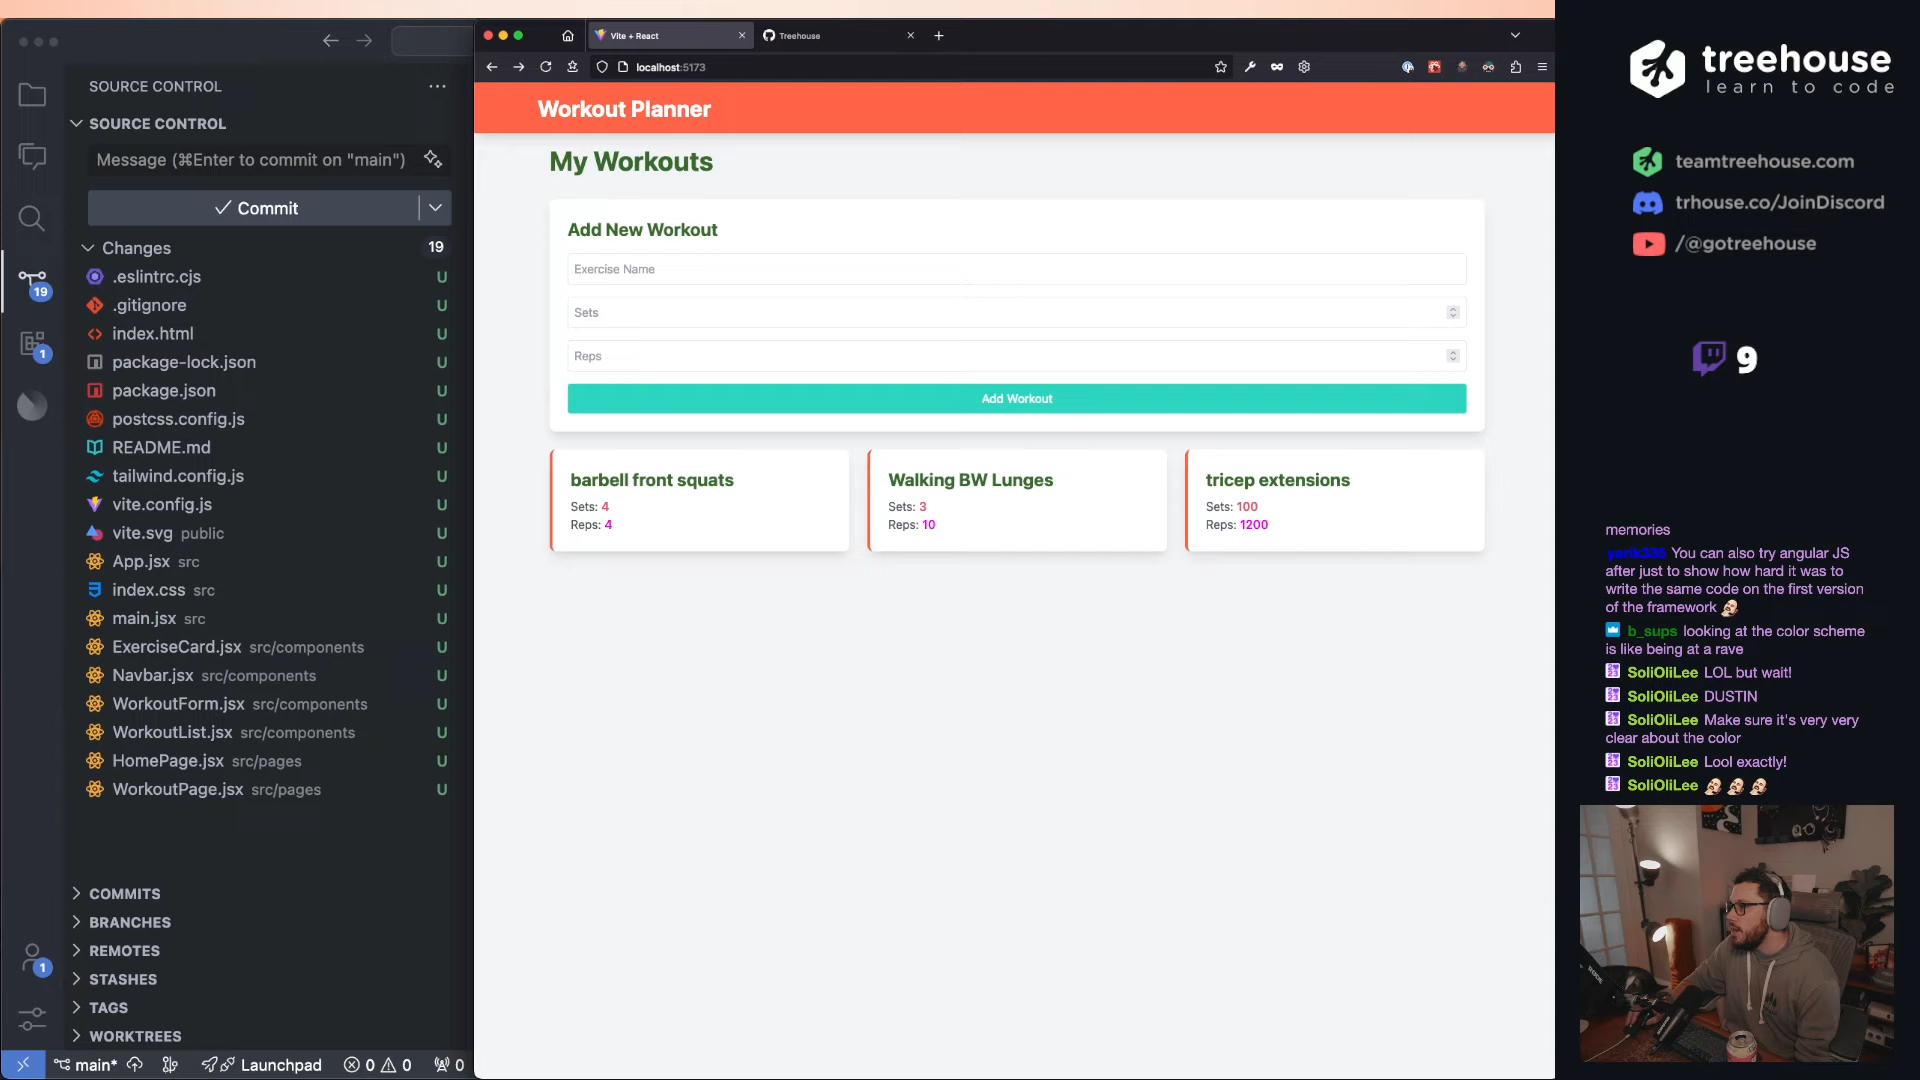 SOURCE CONTROL
SOURCE CONTROL
Message (⌘Enter to commit on "main")
Commit
Changes 19
.eslintrc.cjs U
.gitignore U
index.html U
package-lock.json U
package.json U
postcss.config.js U
README.md U
tailwind.config.js U
vite.config.js U
vite.svg public U
App.jsx src U
index.css src U
main.jsx src U
ExerciseCard.jsx src/components U
Navbar.jsx src/components U
WorkoutForm.jsx src/components U
WorkoutList.jsx src/components U
HomePage.jsx src/pages U
WorkoutPage.jsx src/pages U
19
1
1
COMMITS
BRANCHES
REMOTES
STASHES
TAGS
WORKTREES
main* Launchpad 0 0 0
Vite + React
Treehouse
localhost:5173
Workout Planner
My Workouts
Add New Workout
Exercise Name
Sets
Reps
Add Workout
barbell front squats
Sets: 4
Reps: 4
Walking BW Lunges
Sets: 3
Reps: 10
tricep extensions
Sets: 100
Reps: 1200
treehouse
learn to code
teamtreehouse.com
trhouse.co/JoinDiscord
/@gotreehouse
9
memories
yarik335 You can also try angular JS
after just to show how hard it was to
write the same code on the first version
of the framework
b_sups looking at the color scheme
is like being at a rave
SoliOliLee LOL but wait!
SoliOliLee DUSTIN
SoliOliLee Make sure it's very very
clear about the color
SoliOliLee Lool exactly!
SoliOliLee